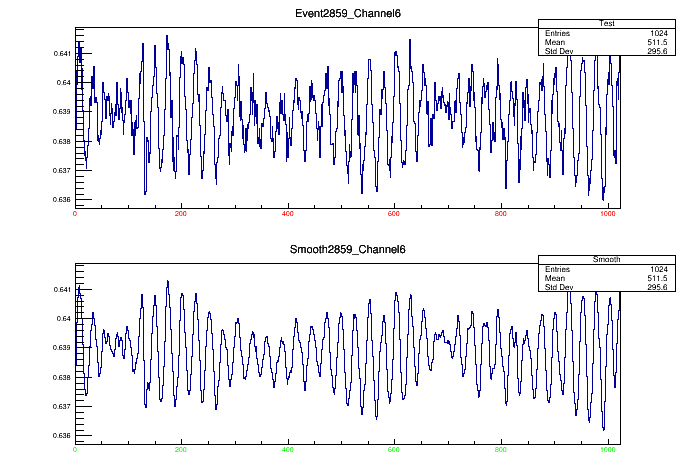 Event2859_Channel6
Test
Entries 1024
Mean 511.5
Std Dev 295.6
0.641
0.64
0.639
0.638
0.637
0.636
0 200 400 600 800 1000
Smooth2859_Channel6
Smooth
Entries 1024
Mean 511.5
Std Dev 295.6
0.641
0.64
0.639
0.638
0.637
0.636
0 200 400 600 800 1000